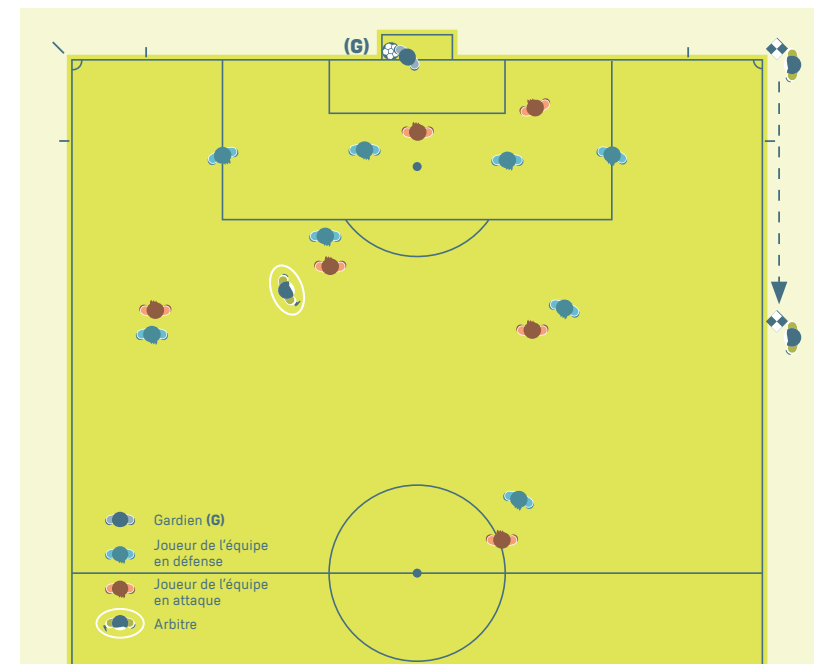 (G)
Gardien (G)
Joueur de l'équipe
en défense
Joueur de l'équipe
en attaque
Arbitre